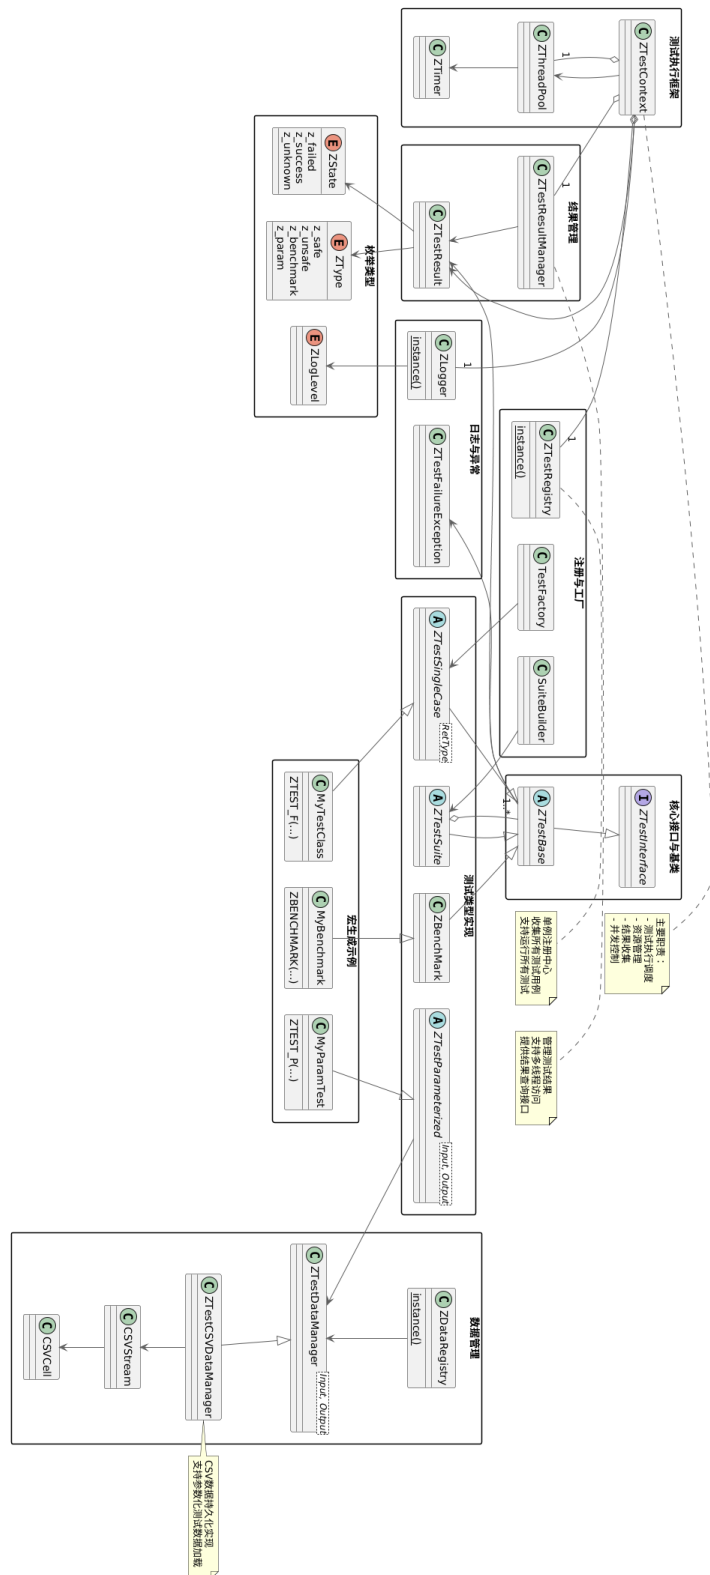 测试执行框架
C ZTestContext
1
C ZThreadPool
C ZTimer
结果管理
1
C ZTestResultManager
C ZTestResult
枚举类型
E ZState
z_failed
z_success
z_unknown
E ZType
z_safe
z_unsafe
z_benchmark
z_param
E ZLogLevel
日志与异常
1
C ZLogger
instance()
C ZTestFailureException
注册与工厂
1
C ZTestRegistry
instance()
C TestFactory
C SuiteBuilder
核心接口与基类
I ZTestInterface
A ZTestBase
1..*
测试类型实现
A ZTestSingleCase
RetType
A ZTestSuite
C ZBenchMark
A ZTestParameterized
Input, Output
宏生成示例
C MyTestClass
ZTEST_F(...)
C MyBenchmark
ZBENCHMARK(...)
C MyParamTest
ZTEST_P(...)
主要职责：
- 测试执行调度
- 资源管理
- 结果收集
- 并发控制
单例注册中心
收集所有测试用例
支持运行所有测试
管理测试结果
支持多线程访问
提供结果查询接口
数据管理
C ZDataRegistry
instance()
C ZTestDataManager
Input, Output
C ZTestCSVDataManager
C CSVStream
C CSVCell
CSV数据持久化实现
支持参数化测试数据加载